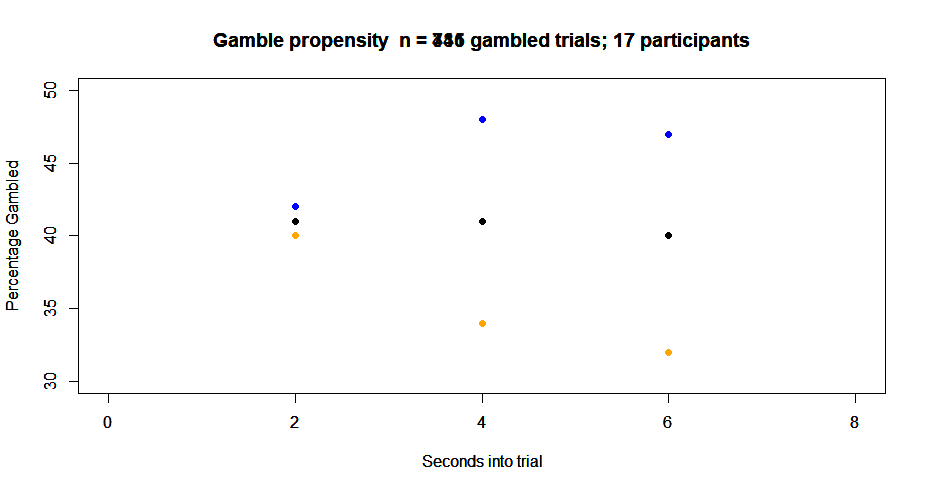 Gamble propensity n = gambled trials; 17 participants
50
45
40
35
30
Percentage Gambled
0 2 4 6 8
Seconds into trial